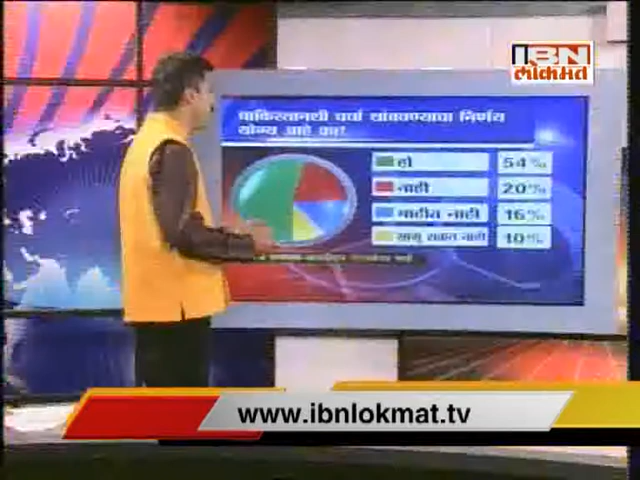 IBN
लोकमत
पाकिस्तानशी चर्चा थांबवण्याचा निर्णय
योग्य आहे का?
हो 54%
नाही 20%
माहीत नाही 16%
सांगू शकत नाही 10%
www.ibnlokmat.tv